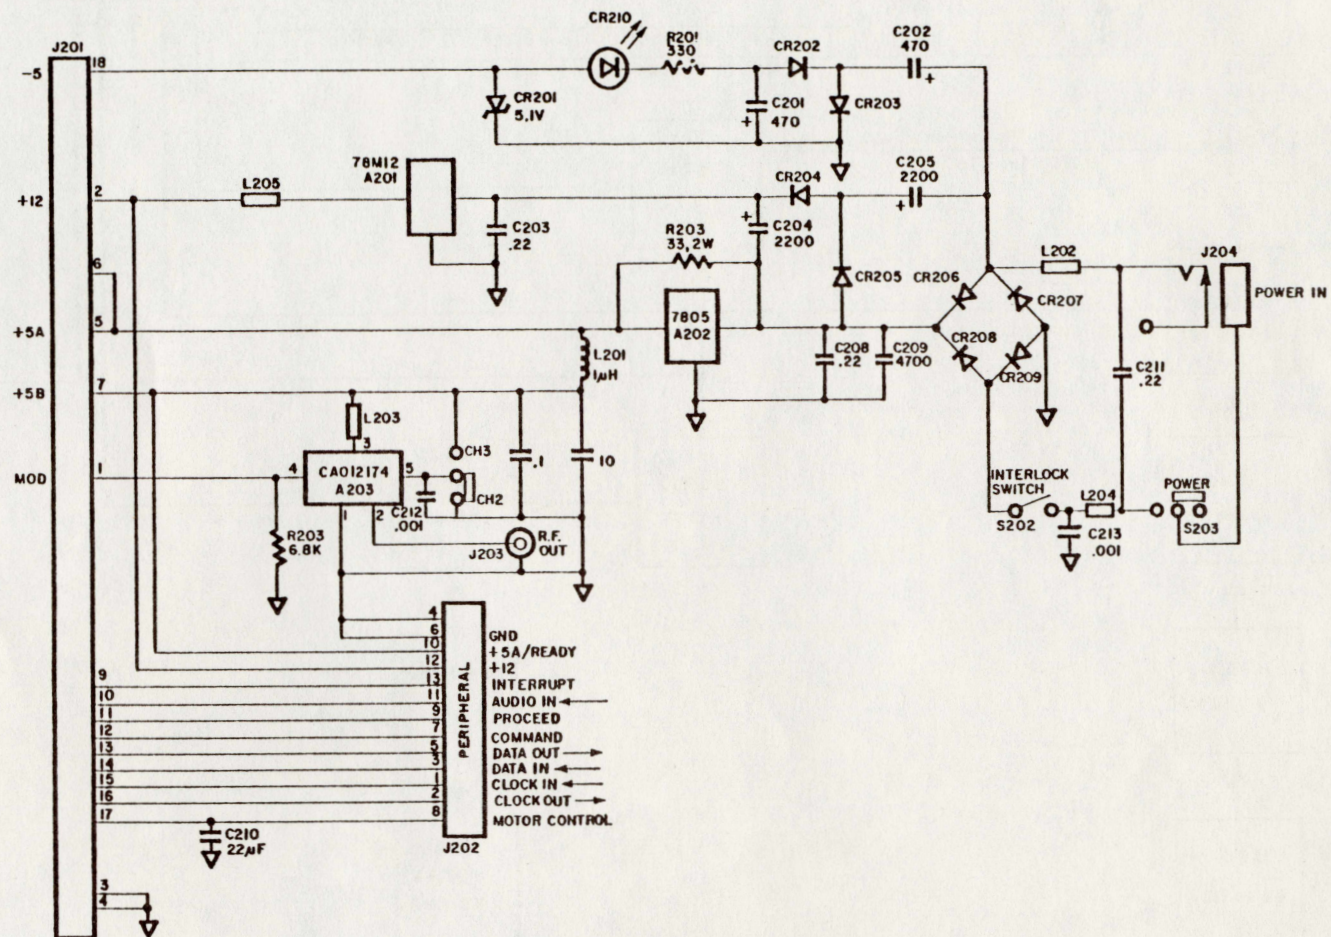 J201
-5
18
CR210
R201
330
CR202
C202
470
+
CR201
5.1V
C201
470
+
CR203
78M12
A201
L205
+12
2
C203
.22
CR204
C205
2200
+
+
C204
2200
R203
33,2W
CR205
6
+5A
5
7805
A202
CR206
CR207
CR208
CR209
L202
J204
POWER IN
L201
1µH
C208
.22
C209
4700
C211
.22
+5B
7
L203
3
CH3
CH2
.1
10
MOD
1
4
CA012174
A203
5
1
2
C212
.001
R203
6.8K
J203
R.F.
OUT
INTERLOCK
SWITCH
S202
L204
C213
.001
POWER
S203
PERIPHERAL
J202
4
6 GND
10 +5A/READY
12 +12
9 13 INTERRUPT
10 11 AUDIO IN
11 9 PROCEED
12 7 COMMAND
13 5 DATA OUT
14 3 DATA IN
15 1 CLOCK IN
16 2 CLOCK OUT
17 8 MOTOR CONTROL
C210
22µF
3
4